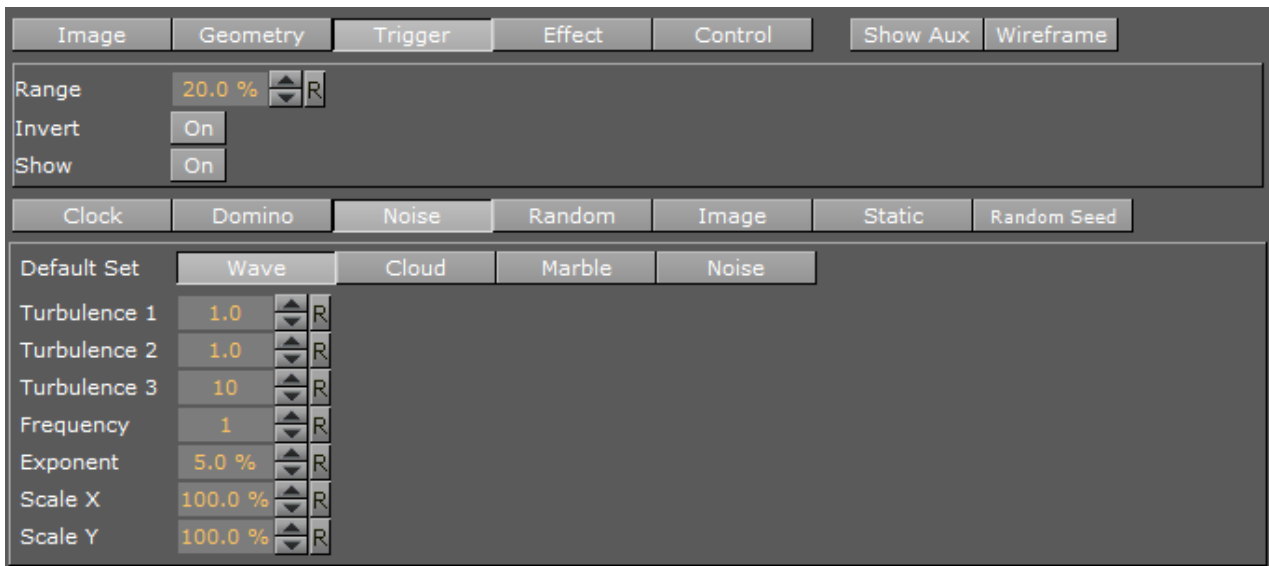 Image Geometry Trigger Effect Control Show Aux Wireframe
Range 20.0 % R
Invert On
Show On
Clock Domino Noise Random Image Static Random Seed
Default Set Wave Cloud Marble Noise
Turbulence 1 1.0 R
Turbulence 2 1.0 R
Turbulence 3 10 R
Frequency 1 R
Exponent 5.0 % R
Scale X 100.0 % R
Scale Y 100.0 % R